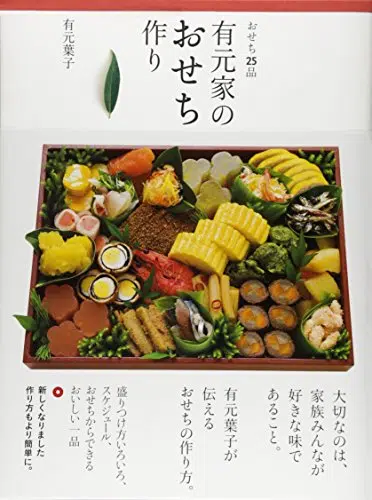 おせち25品
有元家の
おせち
作り
有元葉子
大切なのは、
家族みんなが
好きな味で
あること。
有元葉子が
伝える
おせちの作り方。
盛りつけ方いろいろ、
スケジュール、
おせちからできる
おいしい一品
新しくなりました
作り方もより簡単に。